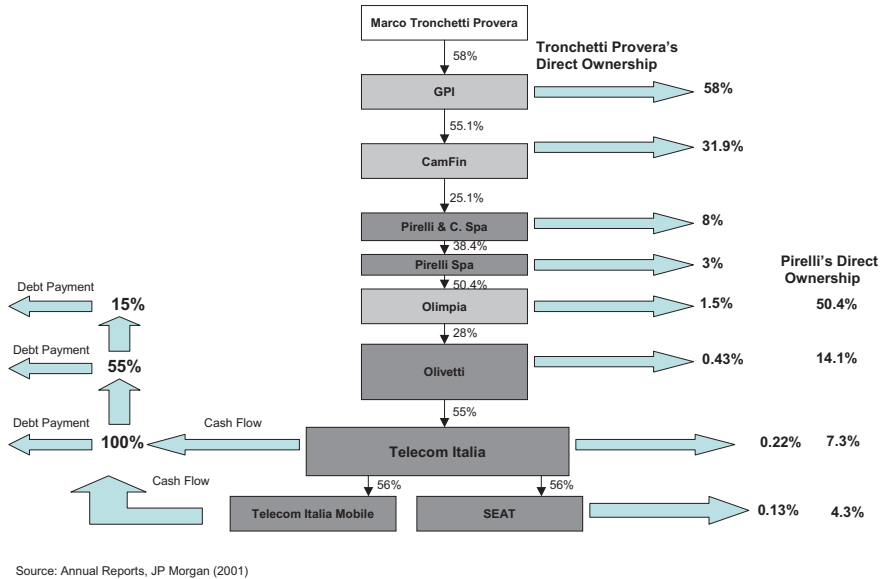 Marco Tronchetti Provera
Tronchetti Provera's
Direct Ownership
58%
GPI
58%
55.1%
CamFin
31.9%
25.1%
Pirelli & C. Spa
8%
38.4%
Pirelli Spa
3%
Pirelli's Direct
Ownership
50.4%
Debt Payment
15%
Olimpia
1.5%
50.4%
28%
Debt Payment
55%
Olivetti
0.43%
14.1%
55%
Debt Payment
100%
Cash Flow
Telecom Italia
0.22%
7.3%
Cash Flow
56%
56%
Telecom Italia Mobile
SEAT
0.13%
4.3%
Source: Annual Reports, JP Morgan (2001)